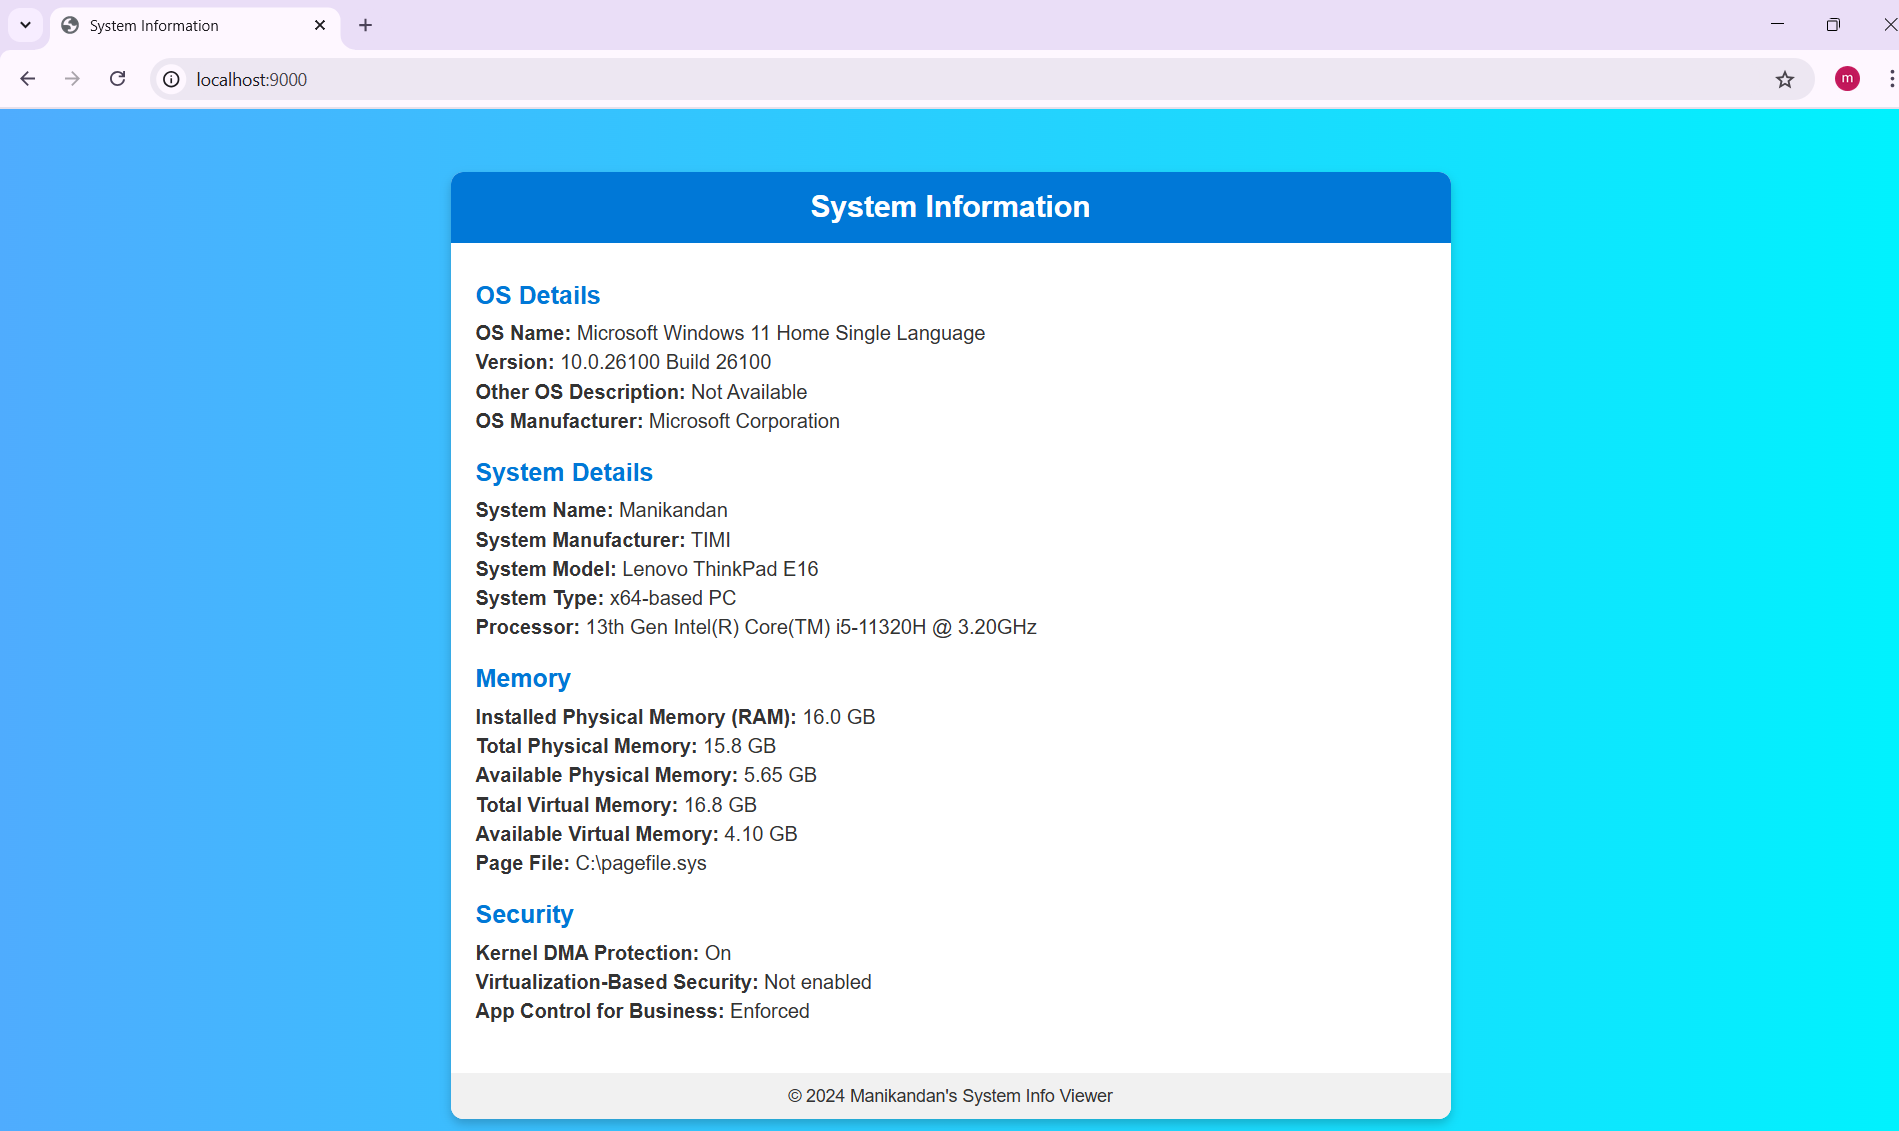 System Information
localhost:9000
m
System Information
OS Details
OS Name: Microsoft Windows 11 Home Single Language
Version: 10.0.26100 Build 26100
Other OS Description: Not Available
OS Manufacturer: Microsoft Corporation
System Details
System Name: Manikandan
System Manufacturer: TIMI
System Model: Lenovo ThinkPad E16
System Type: x64-based PC
Processor: 13th Gen Intel(R) Core(TM) i5-11320H @ 3.20GHz
Memory
Installed Physical Memory (RAM): 16.0 GB
Total Physical Memory: 15.8 GB
Available Physical Memory: 5.65 GB
Total Virtual Memory: 16.8 GB
Available Virtual Memory: 4.10 GB
Page File: C:\pagefile.sys
Security
Kernel DMA Protection: On
Virtualization-Based Security: Not enabled
App Control for Business: Enforced
© 2024 Manikandan's System Info Viewer